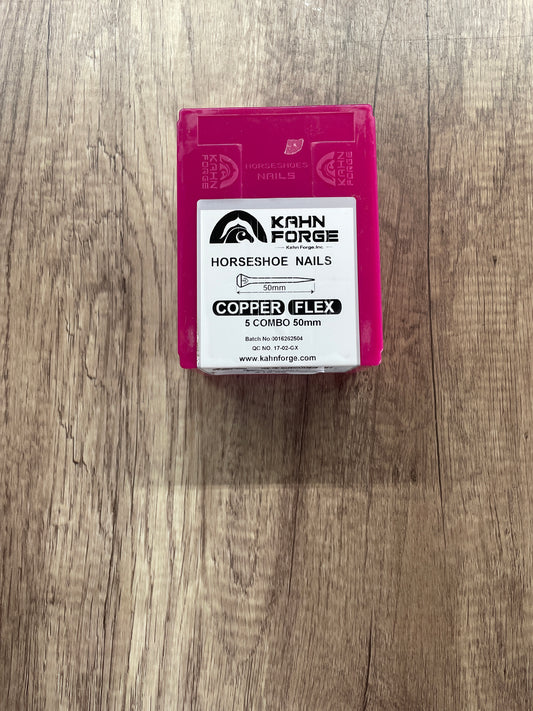 KAHN
FORGE
HORSESHOES
NAILS
KAHN
FORGE
KAHN
FORGE
Kahn Forge.Inc
HORSESHOE NAILS
50mm
COPPER FLEX
5 COMBO 50mm
Batch No:0016262504
QC NO. 17-02-GX
www.kahnforge.com